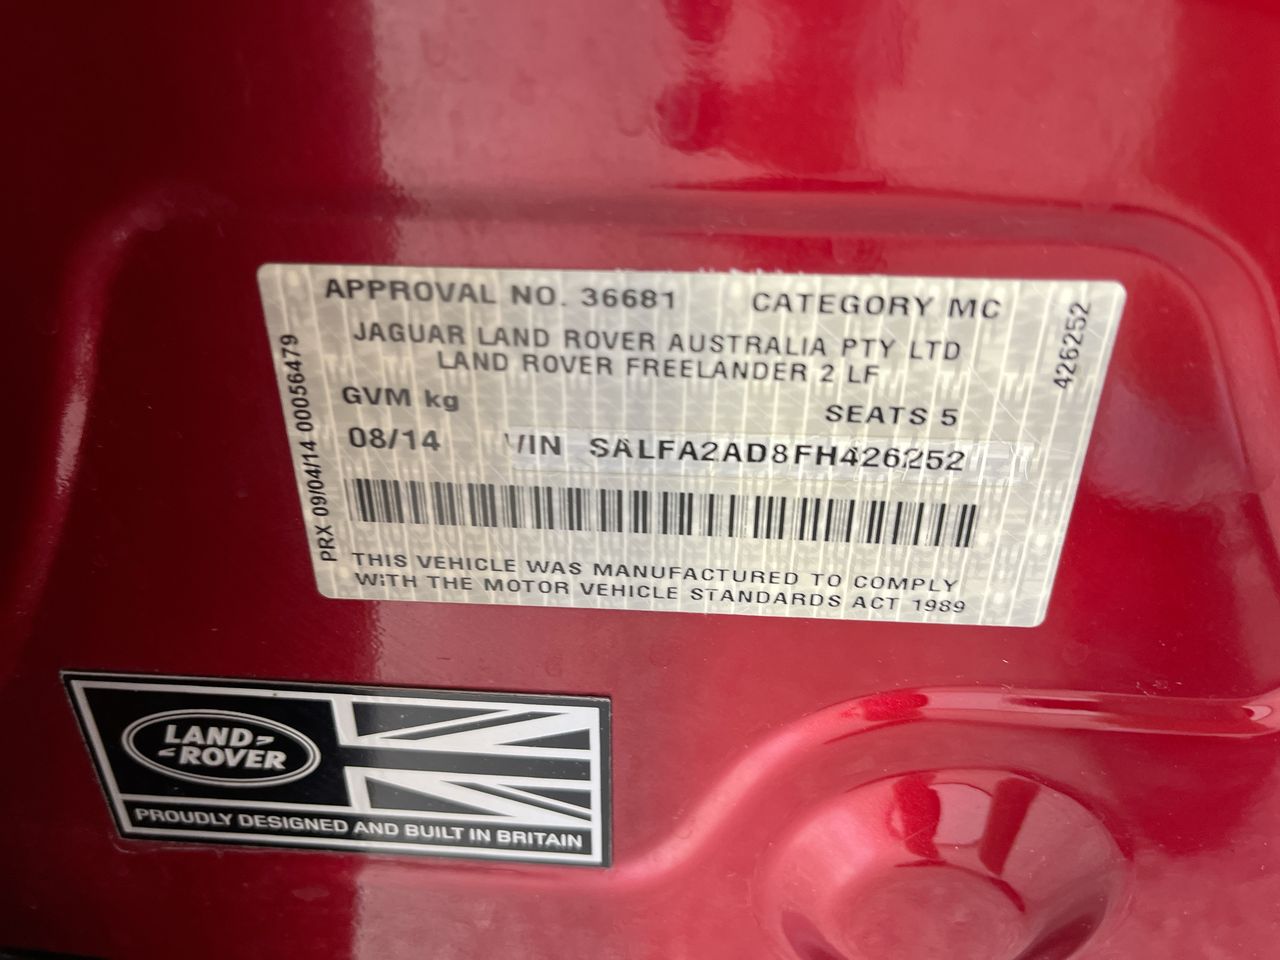 APPROVAL NO. 36681 CATEGORY MC
JAGUAR LAND ROVER AUSTRALIA PTY LTD
LAND ROVER FREELANDER 2 LF
GVM kg SEATS 5
08/14 VIN SALFA2AD8FH426252
THIS VEHICLE WAS MANUFACTURED TO COMPLY
WITH THE MOTOR VEHICLE STANDARDS ACT 1989
PRX 09/04/14 00056479
426252
LAND
ROVER
PROUDLY DESIGNED AND BUILT IN BRITAIN